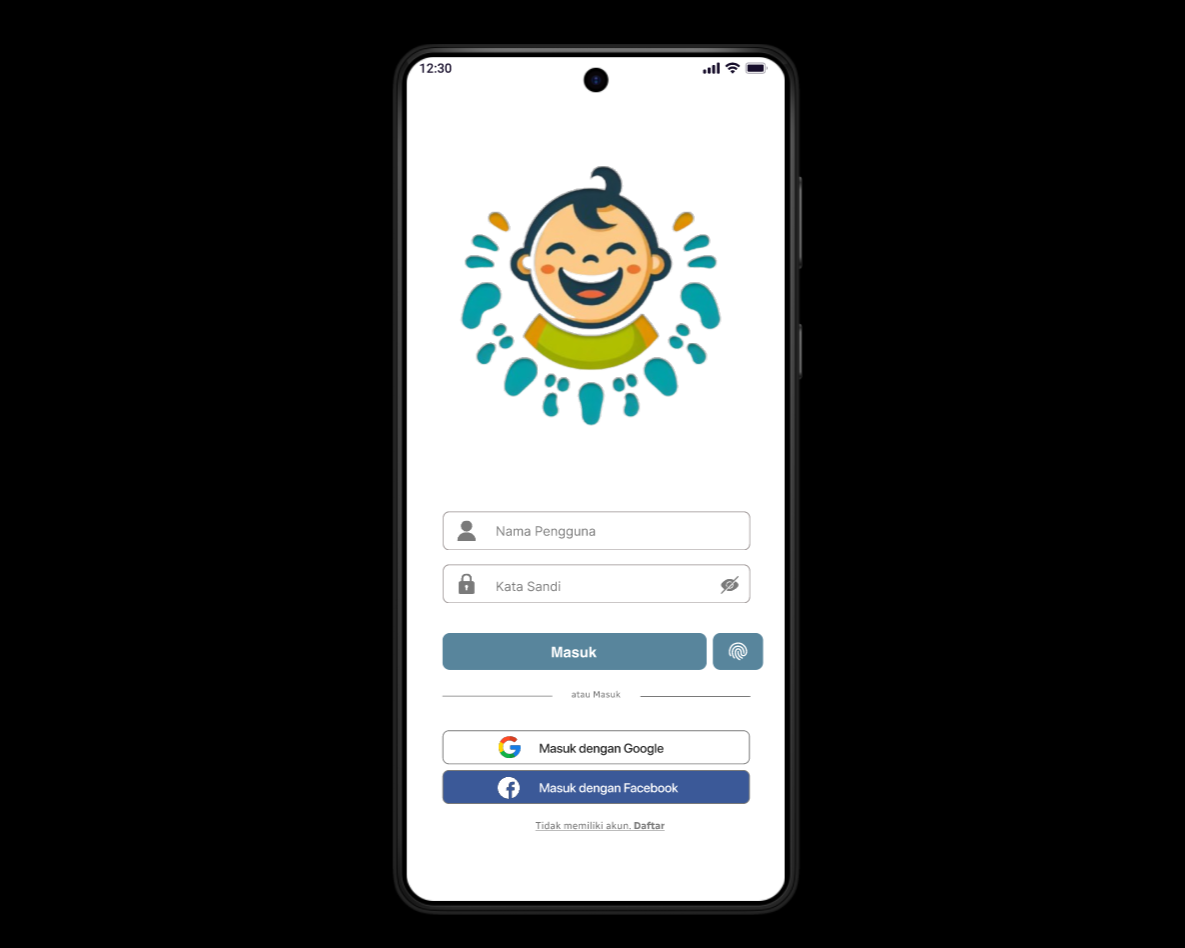 12:30
Nama Pengguna
Kata Sandi
Masuk
atau Masuk
Masuk dengan Google
Masuk dengan Facebook
Tidak memiliki akun, Daftar